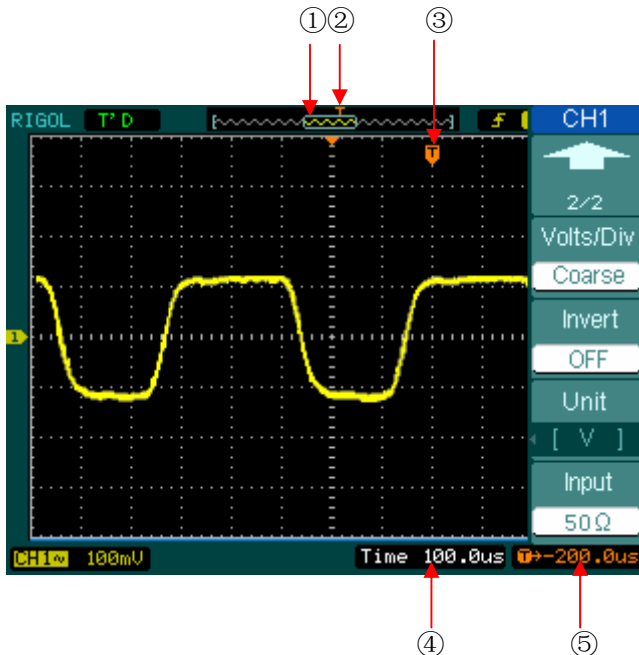 ①② ③
RIGOL T'D T CH1
T
2/2
Volts/Div
Coarse
Invert
OFF
1
Unit
[ V ]
Input
50Ω
CH1~ 100mV Time 100.0us T→-200.0us
④ ⑤